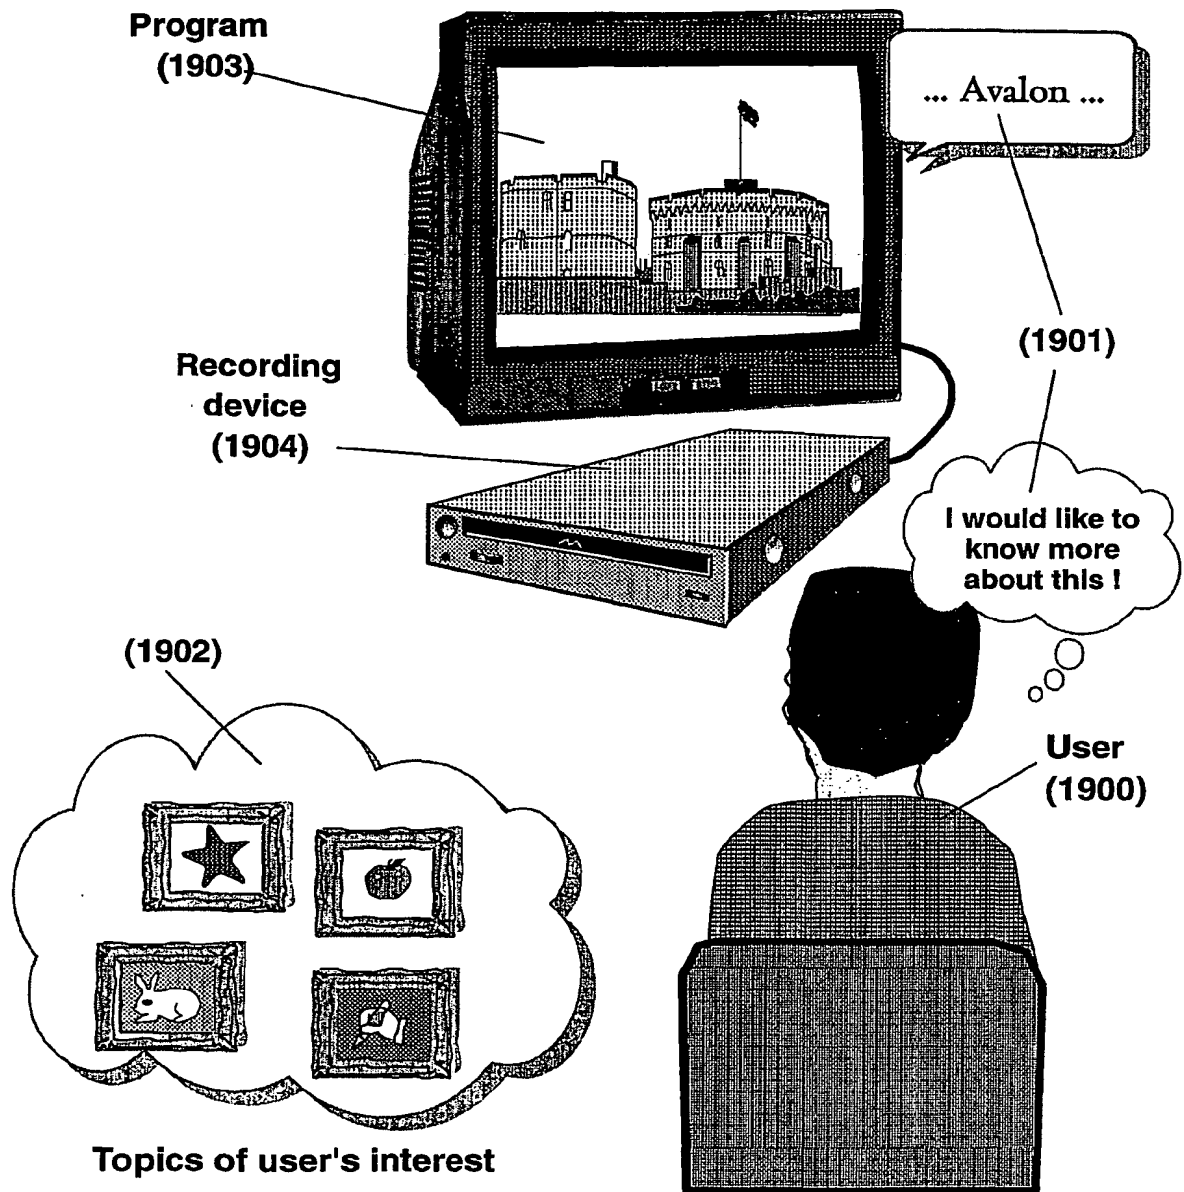 Program
(1903)
... Avalon ...
(1901)
Recording
device
(1904)
I would like to
know more
about this !
(1902)
User
(1900)
Topics of user's interest